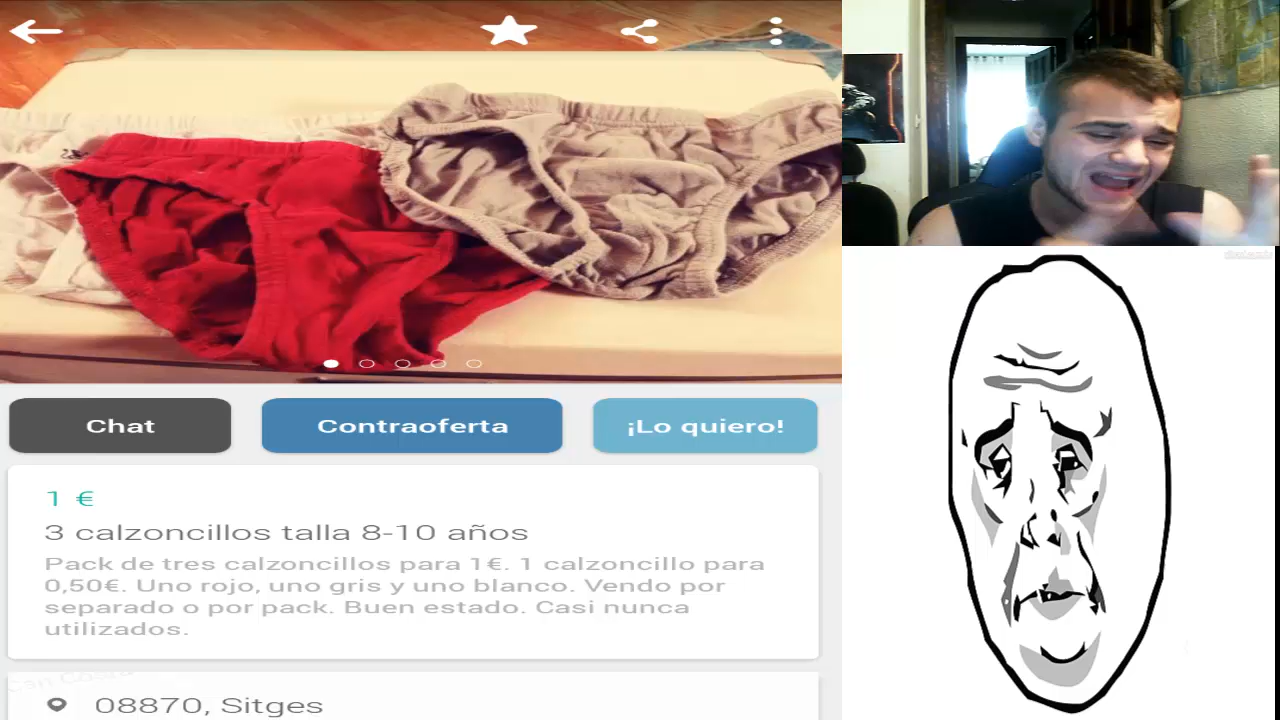 Chat
Contraoferta
¡Lo quiero!
1 €
3 calzoncillos talla 8-10 años
Pack de tres calzoncillos para 1€. 1 calzoncillo para
0,50€. Uno rojo, uno gris y uno blanco. Vendo por
separado o por pack. Buen estado. Casi nunca
utilizados.
08870, Sitges